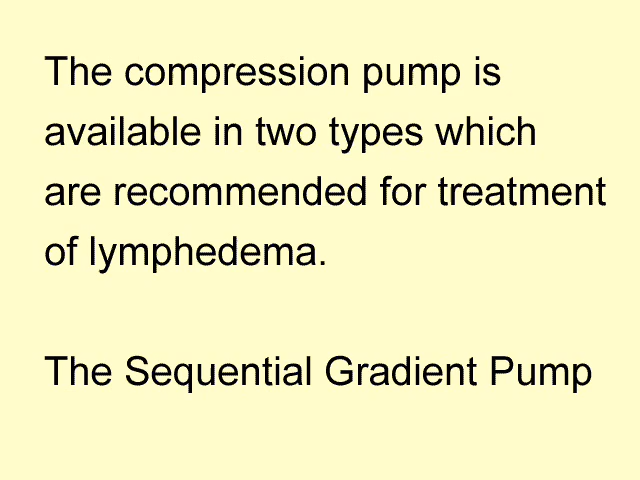 The compression pump is
available in two types which
are recommended for treatment
of lymphedema.
The Sequential Gradient Pump